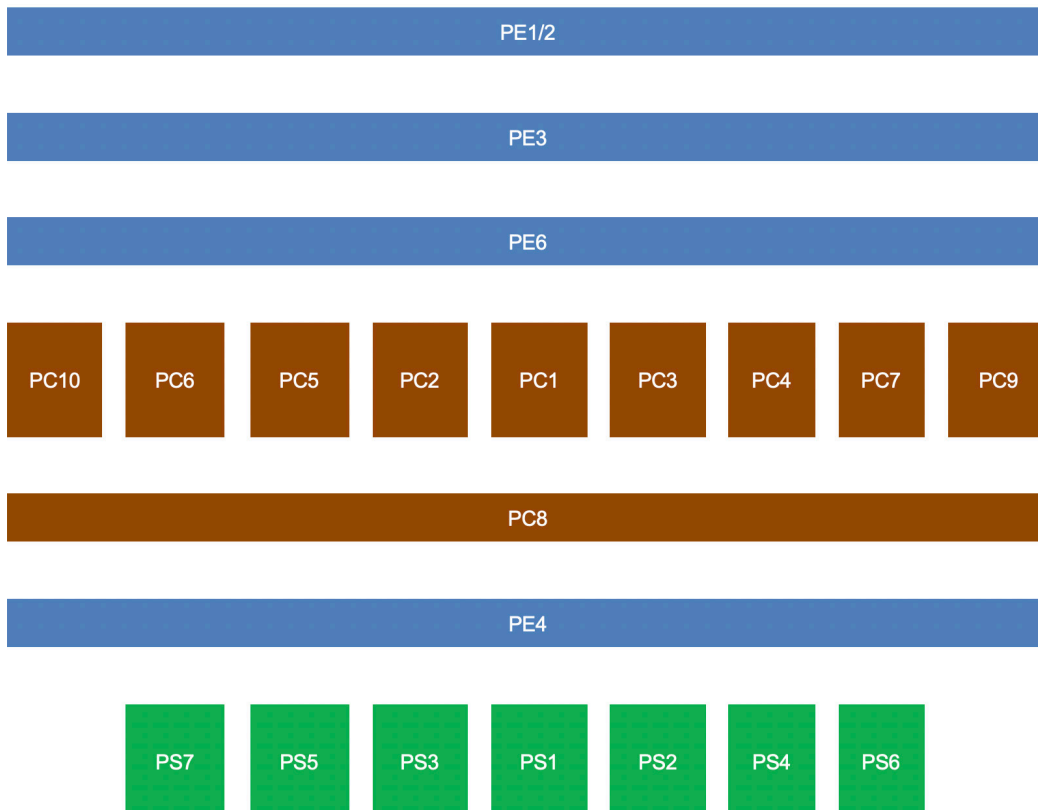 PE1/2
PE3
PE6
PC10 PC6 PC5 PC2 PC1 PC3 PC4 PC7 PC9
PC8
PE4
PS7 PS5 PS3 PS1 PS2 PS4 PS6